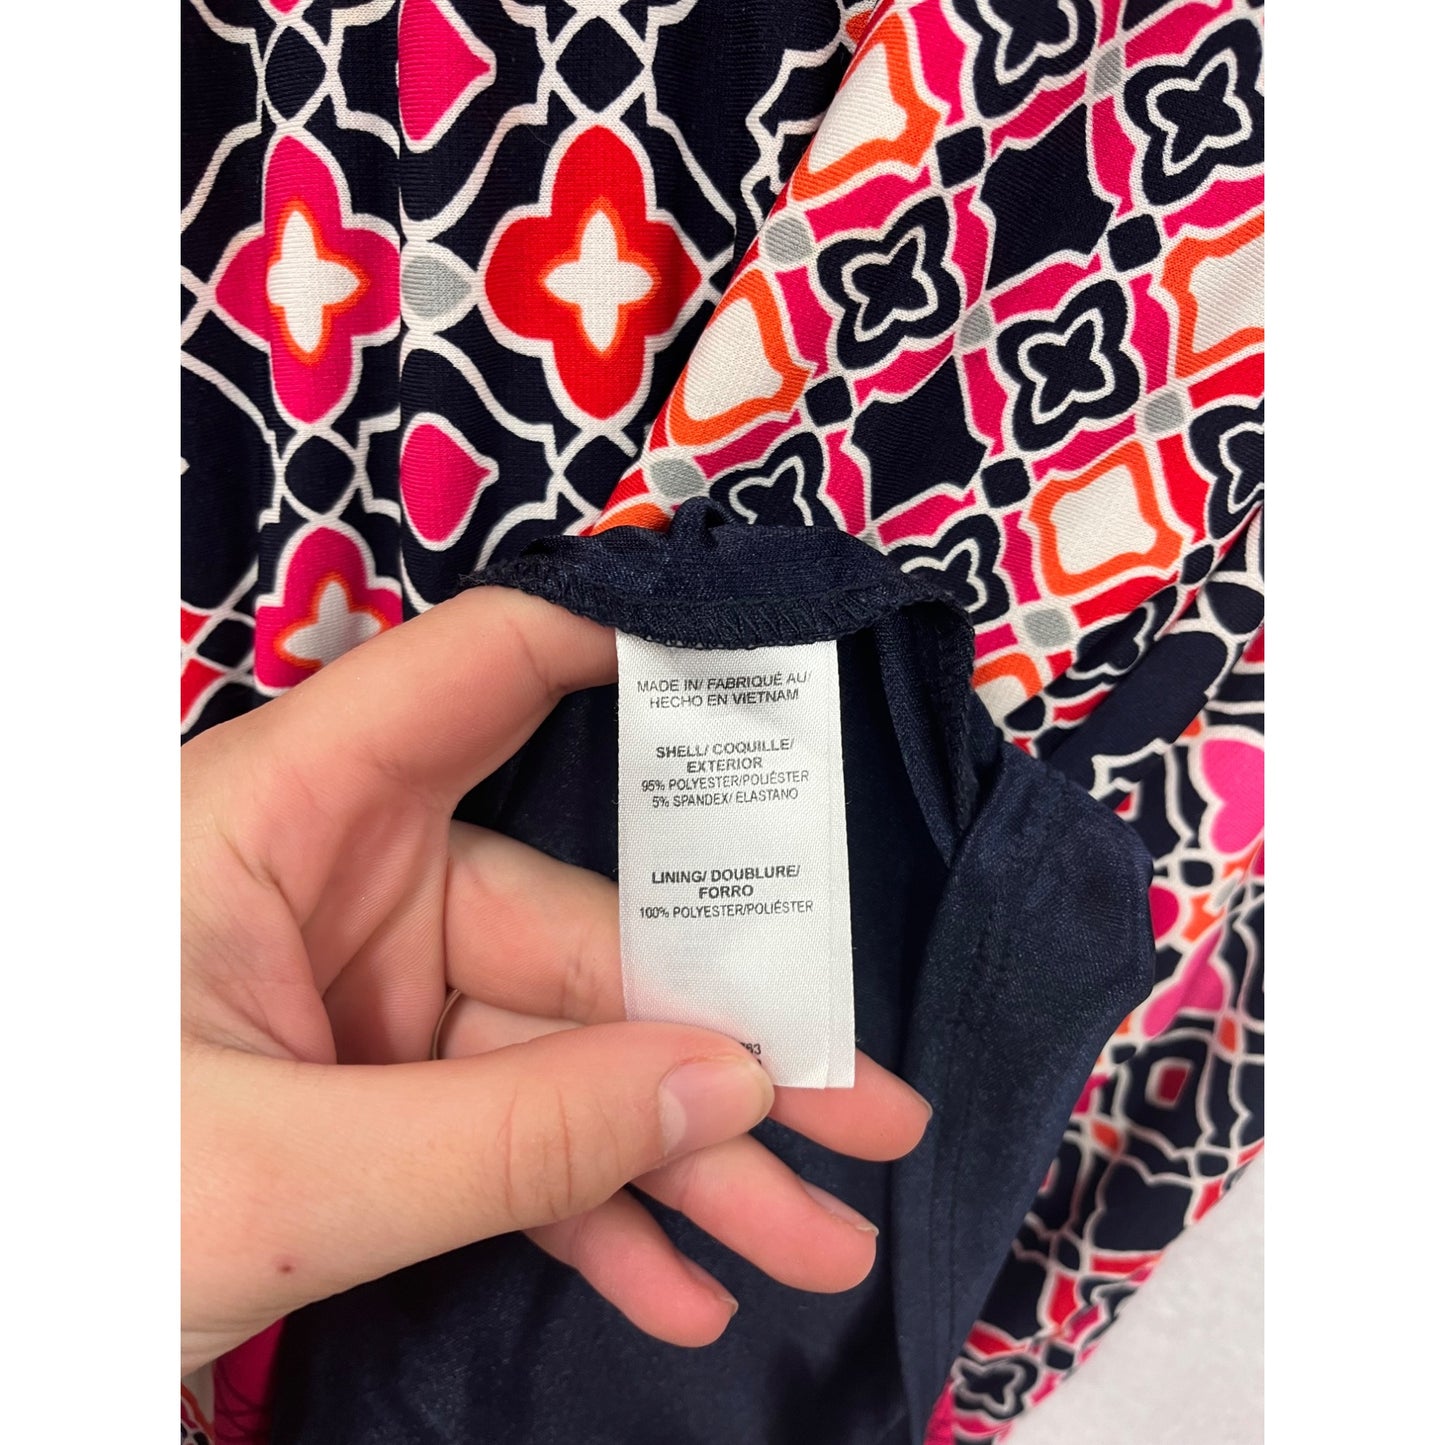 MADE IN/ FABRIQUÉ AU/
HECHO EN VIETNAM
SHELL/ COQUILLE/
EXTERIOR
95% POLYESTER/POLIÉSTER
5% SPANDEX/ ELASTANO
LINING/ DOUBLURE/
FORRO
100% POLYESTER/POLIÉSTER